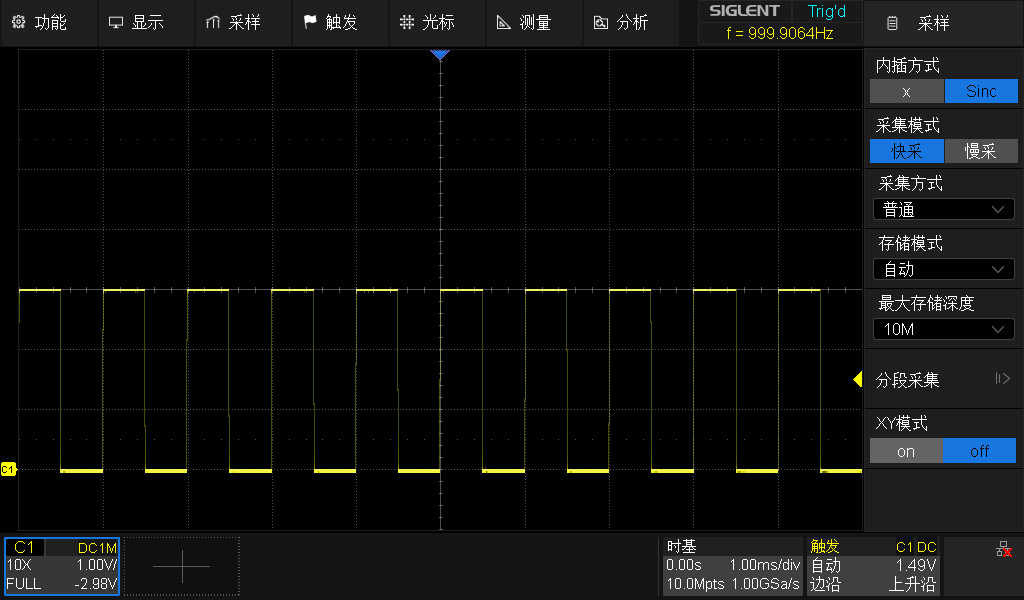 功能 显示 采样 触发 光标 测量 分析 SIGLENT Trig'd 采样
f = 999.9064Hz
内插方式
x Sinc
采集模式
快采 慢采
采集方式
普通
存储模式
自动
最大存储深度
10M
分段采集
XY模式
on off
C1
C1 DC1M
10X 1.00V/
FULL -2.98V
时基
0.00s 1.00ms/div
10.0Mpts 1.00GSa/s
触发 C1 DC
自动 1.49V
边沿 上升沿